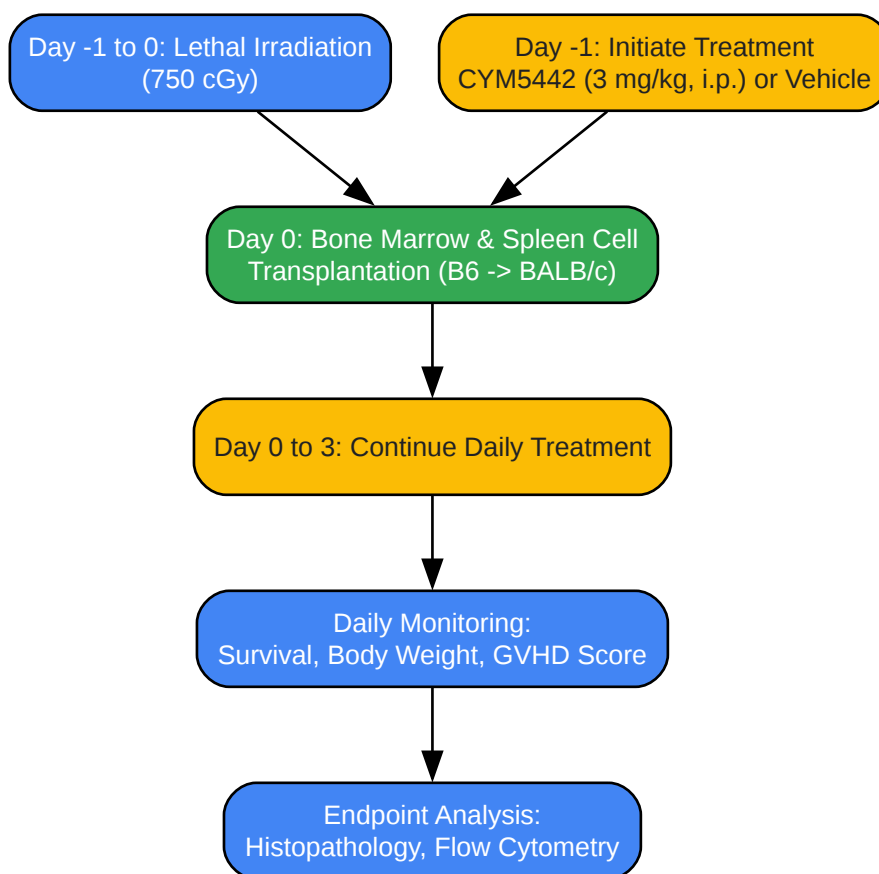 Day -1 to 0: Lethal Irradiation
(750 cGy)
Day -1: Initiate Treatment
CYM5442 (3 mg/kg, i.p.) or Vehicle
Day 0: Bone Marrow & Spleen Cell
Transplantation (B6 -> BALB/c)
Day 0 to 3: Continue Daily Treatment
Daily Monitoring:
Survival, Body Weight, GVHD Score
Endpoint Analysis:
Histopathology, Flow Cytometry